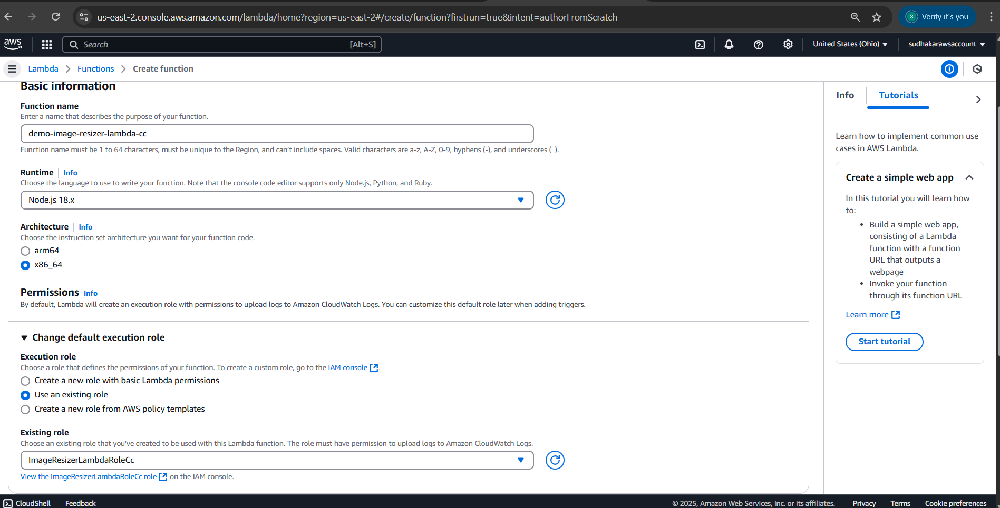 us-east-2.console.aws.amazon.com/lambda/home?region=us-east-2#/create/function?firstrun=true&intent=authorFromScratch
S Verify it's you
aws
Search [Alt+S]
United States (Ohio)
sudhakarawsaccount
Lambda > Functions > Create function
Basic information
Function name
Enter a name that describes the purpose of your function.
demo-image-resizer-lambda-cc
Function name must be 1 to 64 characters, must be unique to the Region, and can't include spaces. Valid characters are a-z, A-Z, 0-9, hyphens (-), and underscores (_).
Runtime Info
Choose the language to use to write your function. Note that the console code editor supports only Node.js, Python, and Ruby.
Node.js 18.x
Architecture Info
Choose the instruction set architecture you want for your function code.
arm64
x86_64
Permissions Info
By default, Lambda will create an execution role with permissions to upload logs to Amazon CloudWatch Logs. You can customize this default role later when adding triggers.
Change default execution role
Execution role
Choose a role that defines the permissions of your function. To create a custom role, go to the IAM console.
Create a new role with basic Lambda permissions
Use an existing role
Create a new role from AWS policy templates
Existing role
Choose an existing role that you've created to be used with this Lambda function. The role must have permission to upload logs to Amazon CloudWatch Logs.
ImageResizerLambdaRoleCc
View the ImageResizerLambdaRoleCc role on the IAM console.
Info
Tutorials
Learn how to implement common use
cases in AWS Lambda.
Create a simple web app
In this tutorial you will learn how
to:
• Build a simple web app,
consisting of a Lambda
function with a function
URL that outputs a
webpage
• Invoke your function
through its function URL
Learn more
Start tutorial
CloudShell
Feedback
© 2025, Amazon Web Services, Inc. or its affiliates.
Privacy
Terms
Cookie preferences